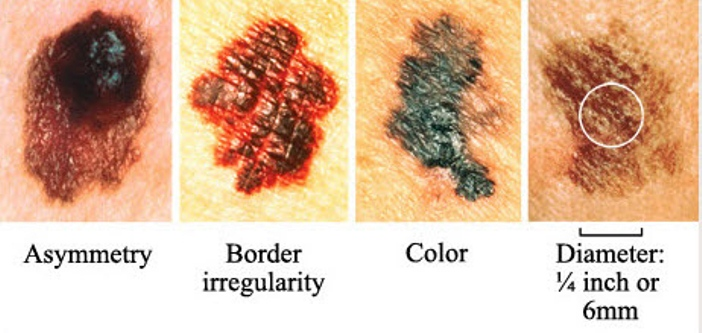 Asymmetry
Border
irregularity
Color
Diameter:
¼ inch or
6mm